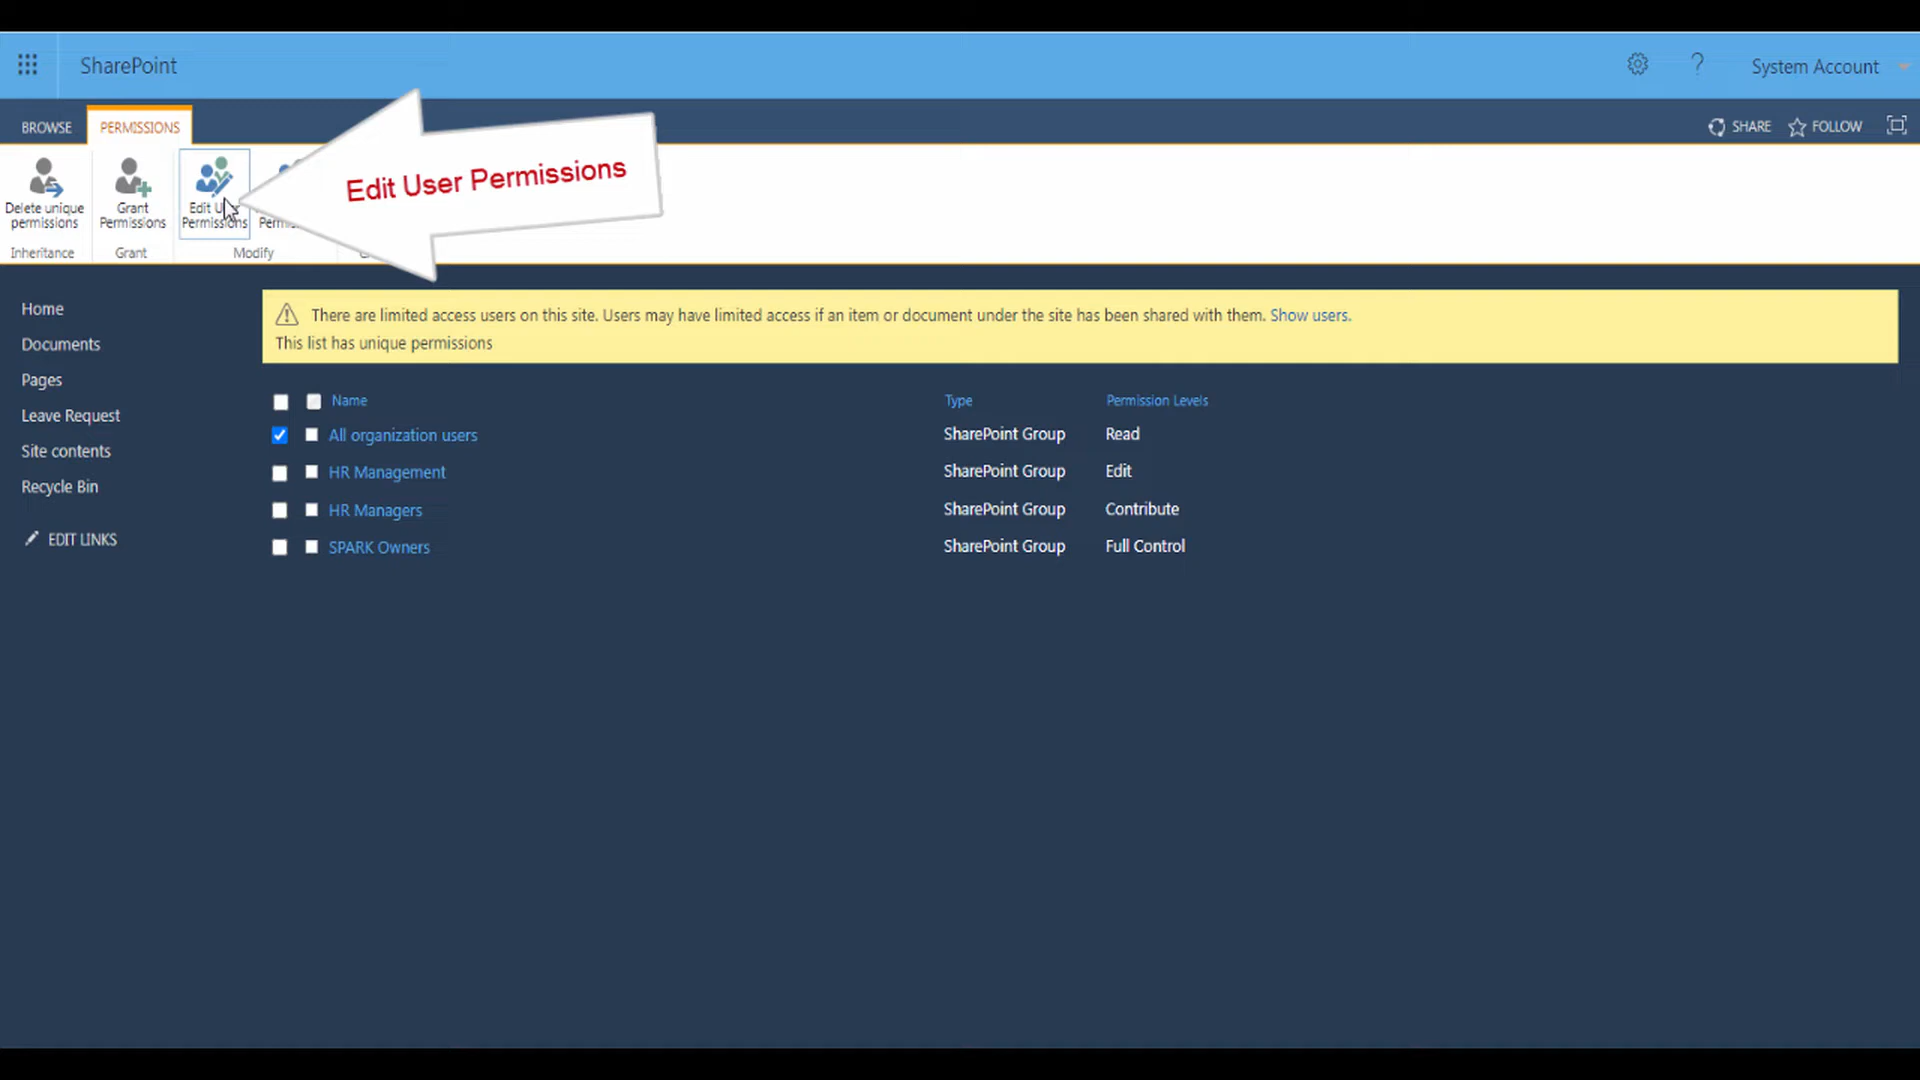 SharePoint
System Account
BROWSE
PERMISSIONS
SHARE
FOLLOW
Edit User Permissions
Delete unique
permissions
Grant
Permissions
Permissions
Inheritance
Grant
Modify
Home
Documents
Pages
Leave Request
Site contents
Recycle Bin
EDIT LINKS
There are limited access users on this site. Users may have limited access if an item or document under the site has been shared with them. Show users.
This list has unique permissions
Name Type Permission Levels
All organization users SharePoint Group Read
HR Management SharePoint Group Edit
HR Managers SharePoint Group Contribute
SPARK Owners SharePoint Group Full Control